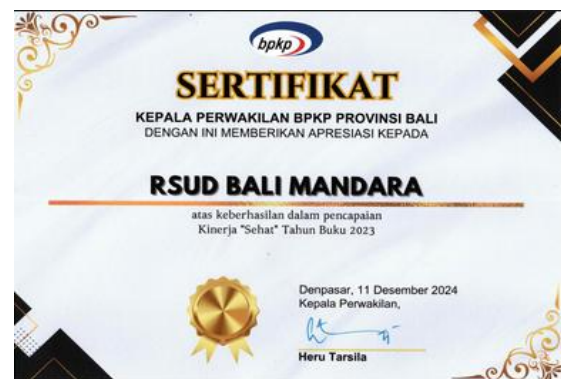 bpkp
SERTIFIKAT
KEPALA PERWAKILAN BPKP PROVINSI BALI
DENGAN INI MEMBERIKAN APRESIASI KEPADA
RSUD BALI MANDARA
atas keberhasilan dalam pencapaian
Kinerja "Sehat" Tahun Buku 2023
Denpasar, 11 Desember 2024
Kepala Perwakilan,
Heru Tarsila